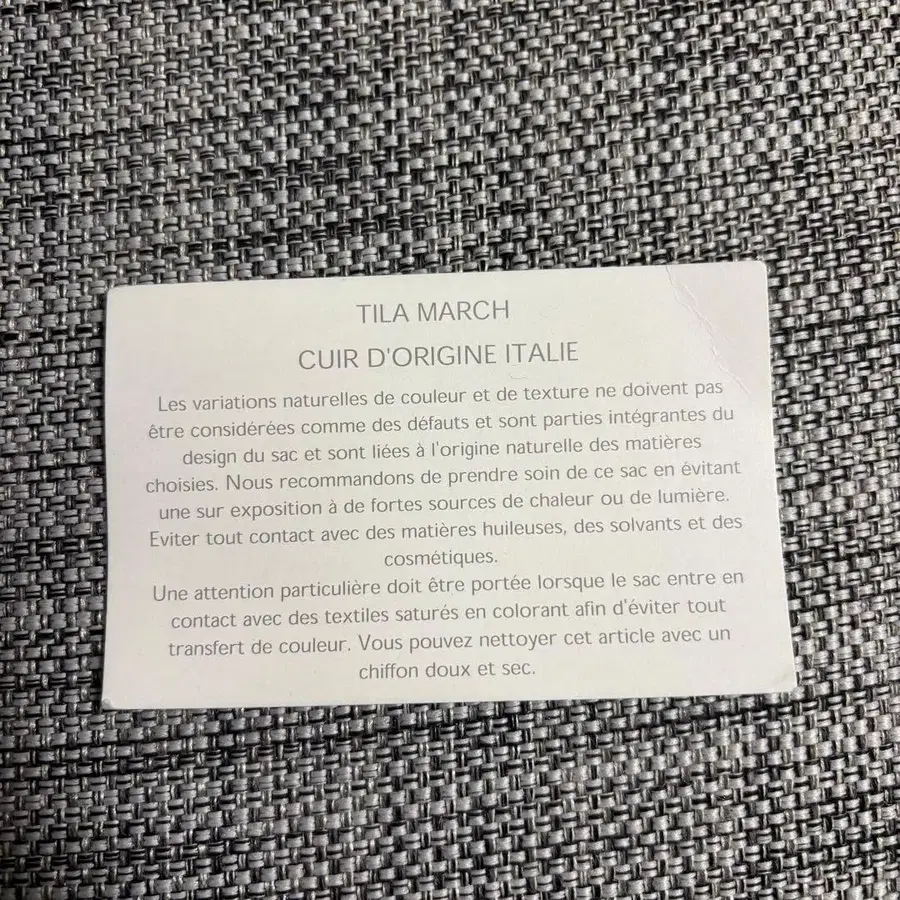 TILA MARCH
CUIR D'ORIGINE ITALIE
Les variations naturelles de couleur et de texture ne doivent pas
être considérées comme des défauts et sont parties intégrantes du
design du sac et sont liées à l'origine naturelle des matières
choisies. Nous recommandons de prendre soin de ce sac en évitant
une sur exposition à de fortes sources de chaleur ou de lumière.
Eviter tout contact avec des matières huileuses, des solvants et des
cosmétiques.
Une attention particulière doit être portée lorsque le sac entre en
contact avec des textiles saturés en colorant afin d'éviter tout
transfert de couleur. Vous pouvez nettoyer cet article avec un
chiffon doux et sec.